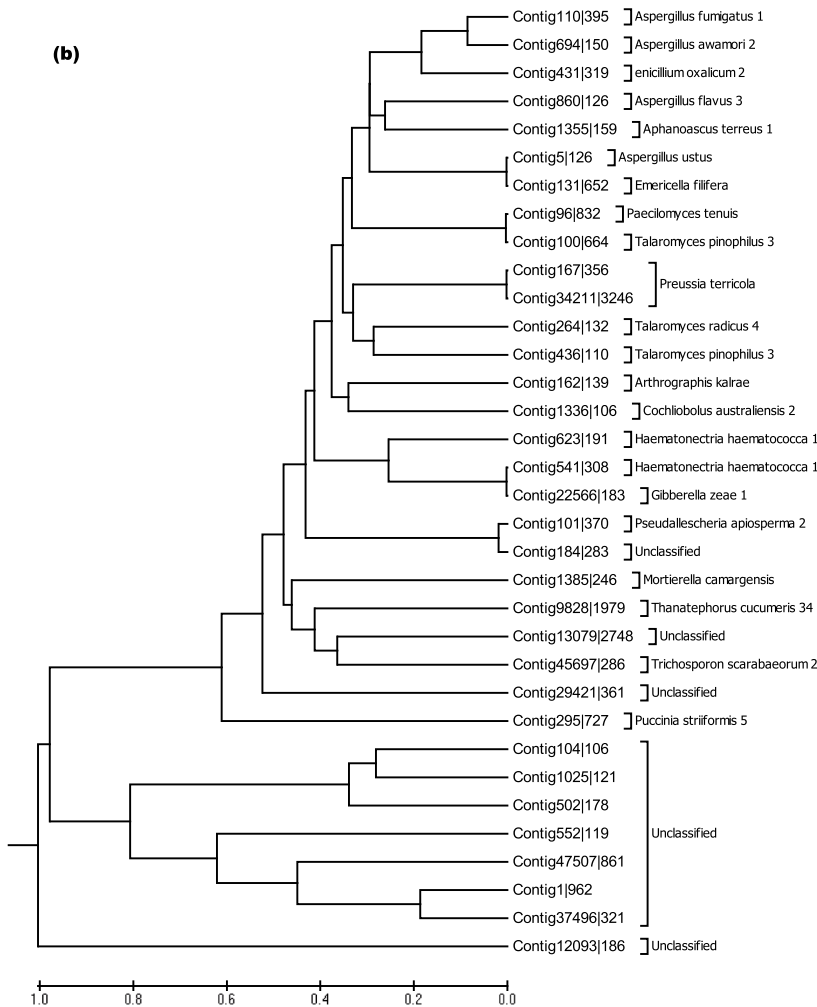 (b)
Contig110|395 Aspergillus fumigatus 1
Contig694|150 Aspergillus awamori 2
Contig431|319 enicillium oxalicum 2
Contig860|126 Aspergillus flavus 3
Contig1355|159 Aphanoascus terreus 1
Contig5|126 Aspergillus ustus
Contig131|652 Emericella filifera
Contig96|832 Paecilomyces tenuis
Contig100|664 Talaromyces pinophilus 3
Contig167|356
Preussia terricola
Contig34211|3246
Contig264|132 Talaromyces radicus 4
Contig436|110 Talaromyces pinophilus 3
Contig162|139 Arthrographis kalrae
Contig1336|106 Cochliobolus australiensis 2
Contig623|191 Haematonectria haematococca 1
Contig541|308 Haematonectria haematococca 1
Contig22566|183 Gibberella zeae 1
Contig101|370 Pseudallescheria apiosperma 2
Contig184|283 Unclassified
Contig1385|246 Mortierella camargensis
Contig9828|1979 Thanatephorus cucumeris 34
Contig13079|2748 Unclassified
Contig45697|286 Trichosporon scarabaeorum 2
Contig29421|361 Unclassified
Contig295|727 Puccinia striiformis 5
Contig104|106
Contig1025|121
Contig502|178
Contig552|119 Unclassified
Contig47507|861
Contig1|962
Contig37496|321
Contig12093|186 Unclassified
1.0 0.8 0.6 0.4 0.2 0.0